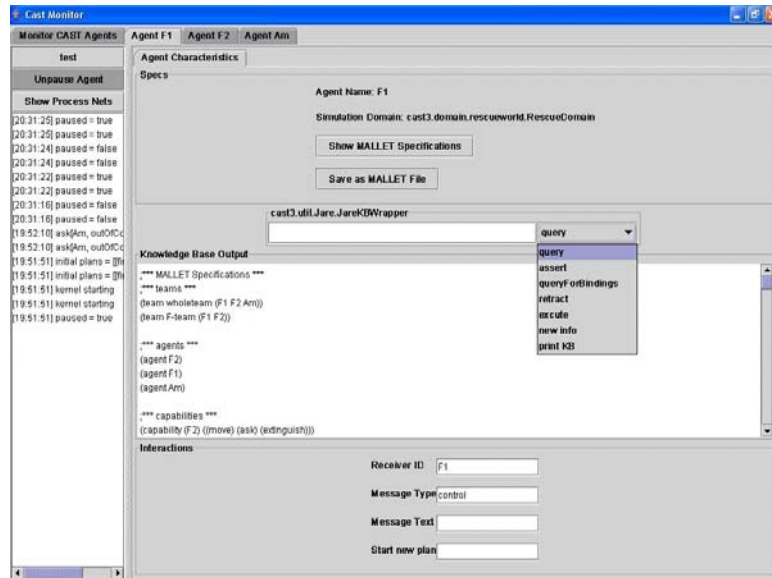 Cast Monitor
Monitor CAST Agents
Agent F1
Agent F2
Agent Am
test
Unpause Agent
Show Process Nets
[20:31:25] paused = true
[20:31:25] paused = true
[20:31:24] paused = false
[20:31:24] paused = false
[20:31:22] paused = true
[20:31:22] paused = true
[20:31:16] paused = false
[20:31:16] paused = false
[19:52:10] ask(Am, outOfCo
[19:52:10] ask(Am, outOfCo
[19:51:51] initial plans = [[fi
[19:51:51] initial plans = [[fi
[19:51:51] kernel starting
[19:51:51] kernel starting
[19:51:51] paused = true
Agent Characteristics
Specs
Agent Name: F1
Simulation Domain: cast3.domain.rescueworld.RescueDomain
Show MALLET Specifications
Save as MALLET File
cast3.util.Jare.JareKBWrapper
query
query
assert
queryForBindings
retract
excute
new info
print KB
Knowledge Base Output
;*** MALLET Specifications ***
;*** teams ***
(team wholeteam (F1 F2 Am))
(team F-team (F1 F2))
;*** agents ***
(agent F2)
(agent F1)
(agent Am)
;*** capabilities ***
(capability (F2) ((move) (ask) (extinguish)))
Interactions
Receiver ID F1
Message Type control
Message Text
Start new plan